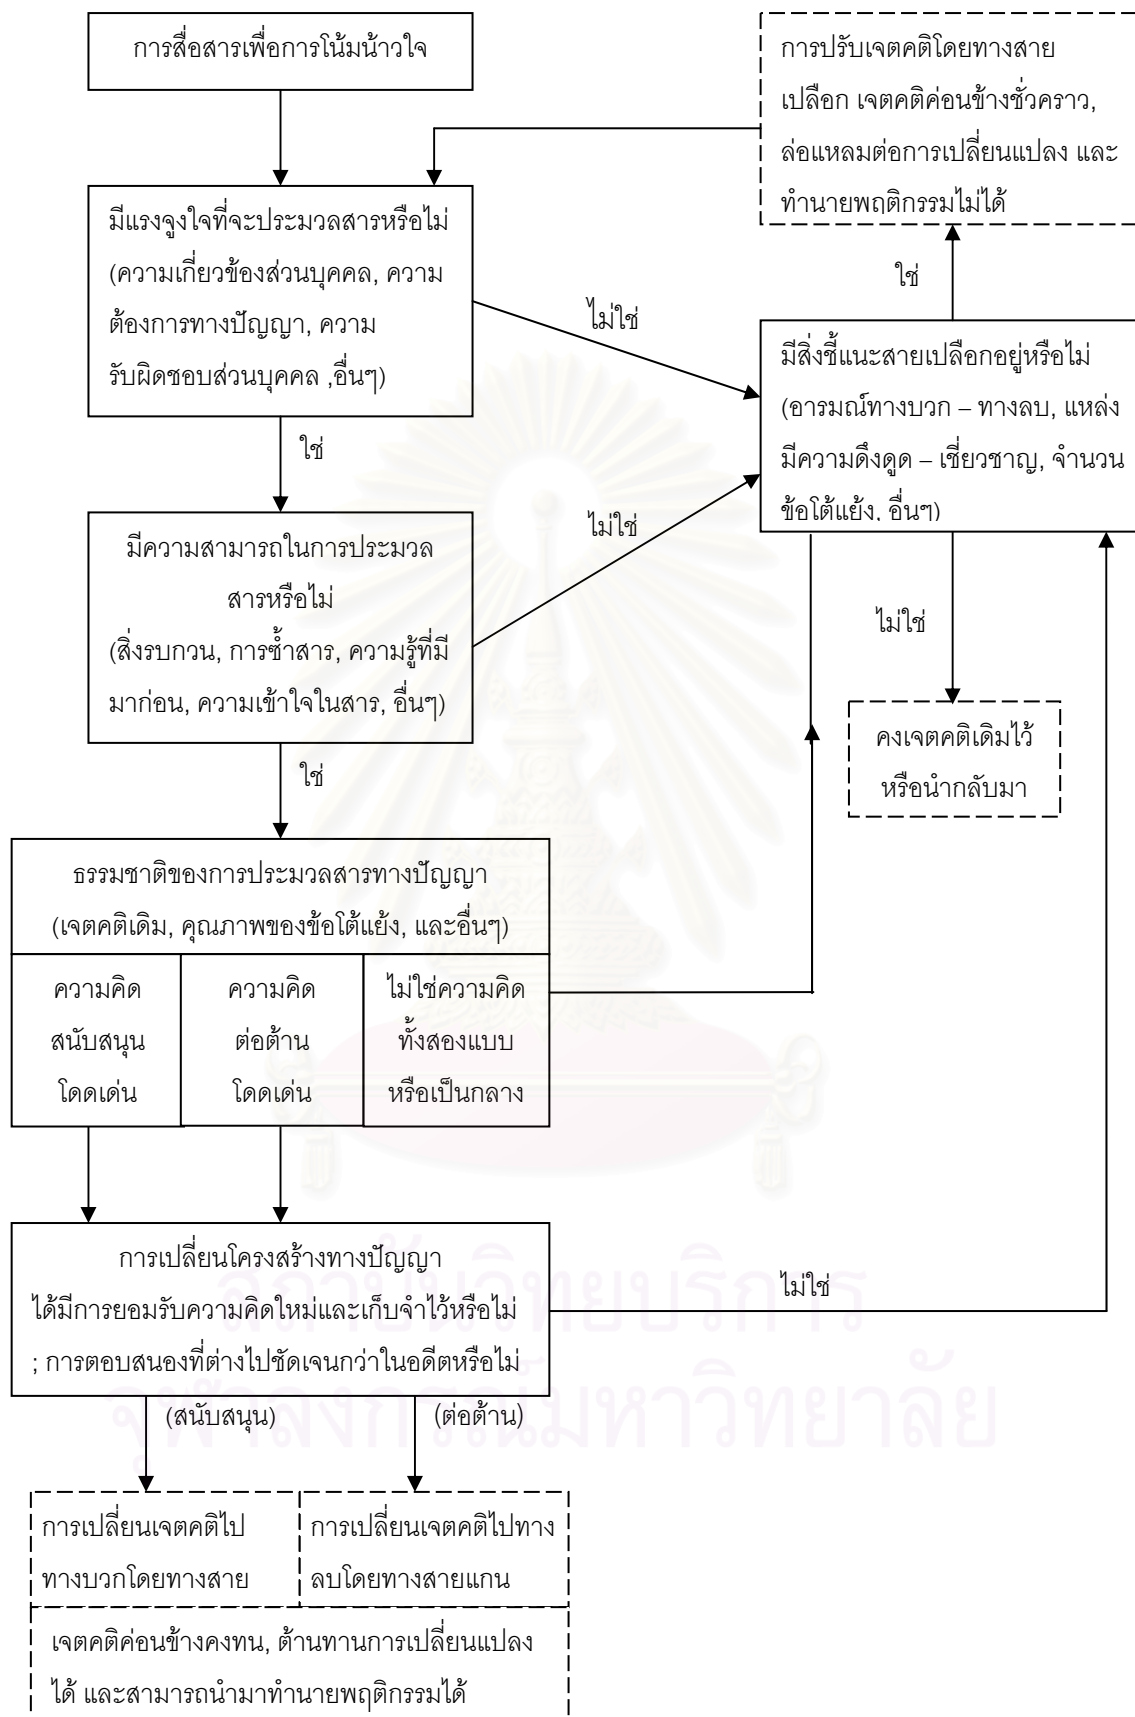 การสื่อสารเพื่อการโน้มน้าวใจ
การปรับเจตคติโดยทางสาย
เปลือก เจตคติค่อนข้างชั่วคราว,
ล่อแหลมต่อการเปลี่ยนแปลง และ
ทำนายพฤติกรรมไม่ได้
มีแรงจูงใจที่จะประมวลสารหรือไม่
(ความเกี่ยวข้องส่วนบุคคล, ความ
ต้องการทางปัญญา, ความ
รับผิดชอบส่วนบุคคล ,อื่นๆ)
ไม่ใช่
ใช่
มีสิ่งชี้แนะสายเปลือกอยู่หรือไม่
(อารมณ์ทางบวก – ทางลบ, แหล่ง
มีความดึงดูด – เชี่ยวชาญ, จำนวน
ข้อโต้แย้ง, อื่นๆ)
ใช่
มีความสามารถในการประมวล
สารหรือไม่
(สิ่งรบกวน, การซ้ำสาร, ความรู้ที่มี
มาก่อน, ความเข้าใจในสาร, อื่นๆ)
ไม่ใช่
ไม่ใช่
คงเจตคติเดิมไว้
หรือนำกลับมา
ใช่
ธรรมชาติของการประมวลสารทางปัญญา
(เจตคติเดิม, คุณภาพของข้อโต้แย้ง, และอื่นๆ)
ความคิด
สนับสนุน
โดดเด่น
ความคิด
ต่อต้าน
โดดเด่น
ไม่ใช่ความคิด
ทั้งสองแบบ
หรือเป็นกลาง
การเปลี่ยนโครงสร้างทางปัญญา
ได้มีการยอมรับความคิดใหม่และเก็บจำไว้หรือไม่
; การตอบสนองที่ต่างไปชัดเจนกว่าในอดีตหรือไม่
ไม่ใช่
สถาบันวิทยบริการ
จุฬาลงกรณ์มหาวิทยาลัย
(สนับสนุน)
(ต่อต้าน)
การเปลี่ยนเจตคติไป
ทางบวกโดยทางสาย
การเปลี่ยนเจตคติไปทาง
ลบโดยทางสายแกน
เจตคติค่อนข้างคงทน, ต้านทานการเปลี่ยนแปลง
ได้ และสามารถนำมาทำนายพฤติกรรมได้